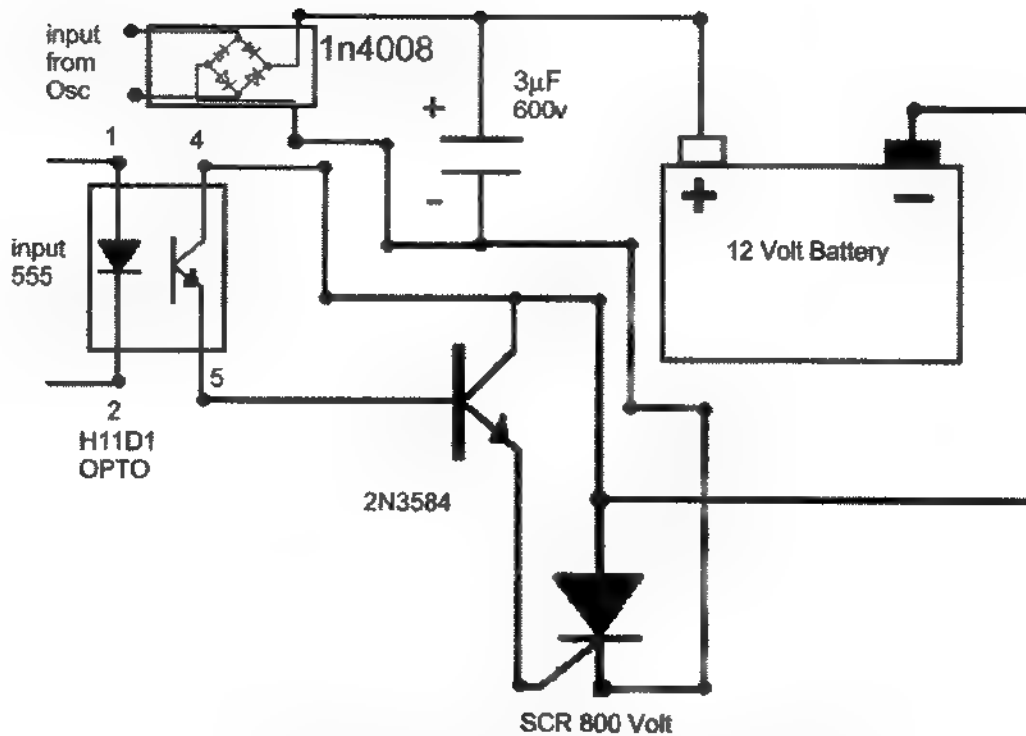 input
from
Osc
1n4008
3µF
600v
+
-
1
4
+
-
12 Volt Battery
input
555
5
2
H11D1
OPTO
2N3584
SCR 800 Volt